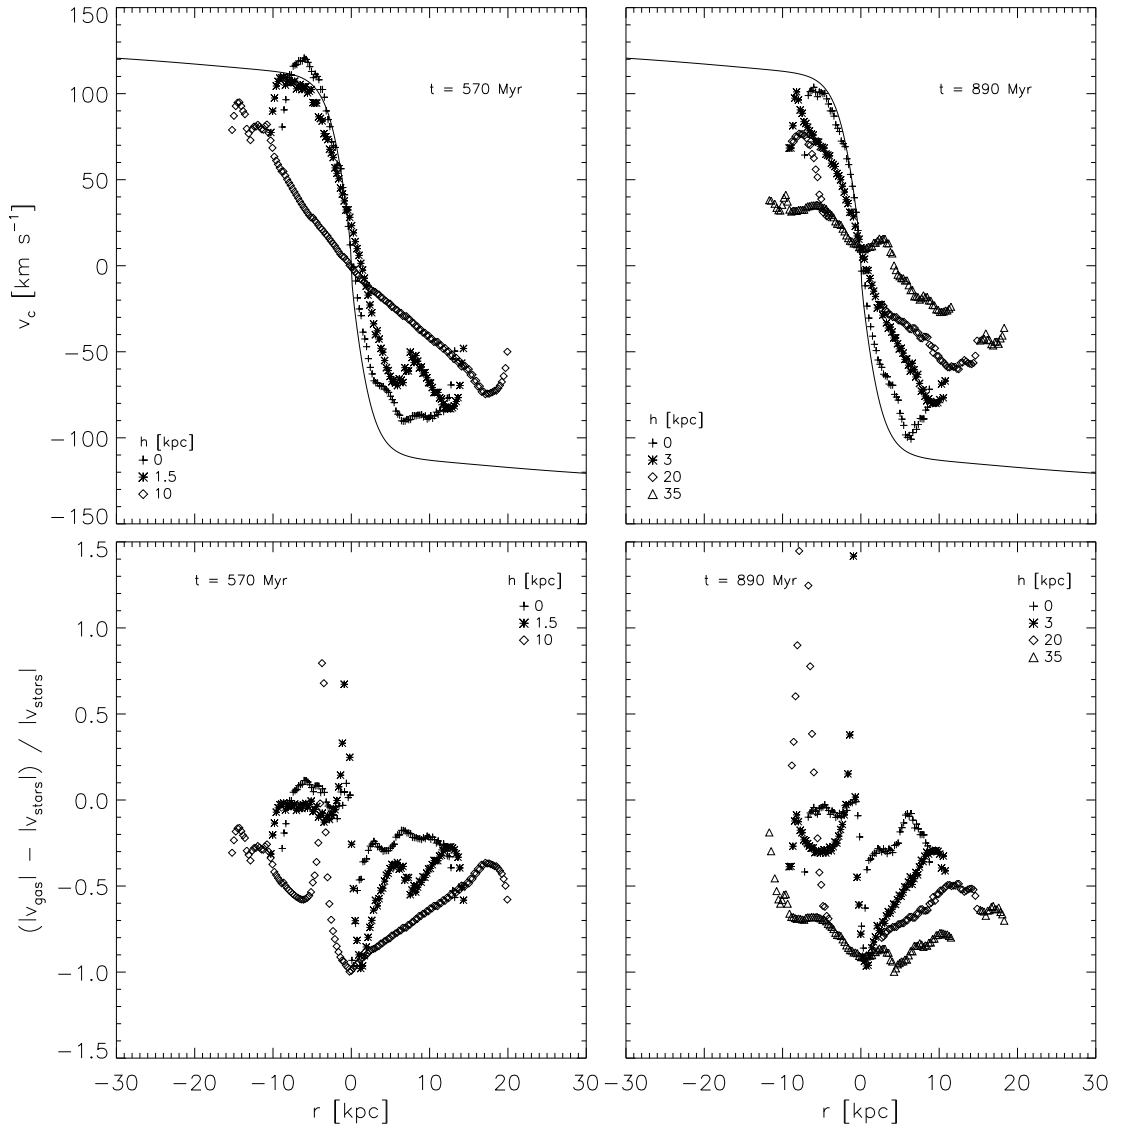 150
100
50
0
−50
−100
−150
v_c [km s⁻¹]
t = 570 Myr
h [kpc]
0
1.5
10
t = 890 Myr
h [kpc]
0
3
20
35
1.5
1.0
0.5
0.0
−0.5
−1.0
−1.5
(|v_gas| − |v_stars|) / |v_stars|
t = 570 Myr
h [kpc]
0
1.5
10
t = 890 Myr
h [kpc]
0
3
20
35
−30 −20 −10 0 10 20 30
r [kpc]
−30 −20 −10 0 10 20 30
r [kpc]